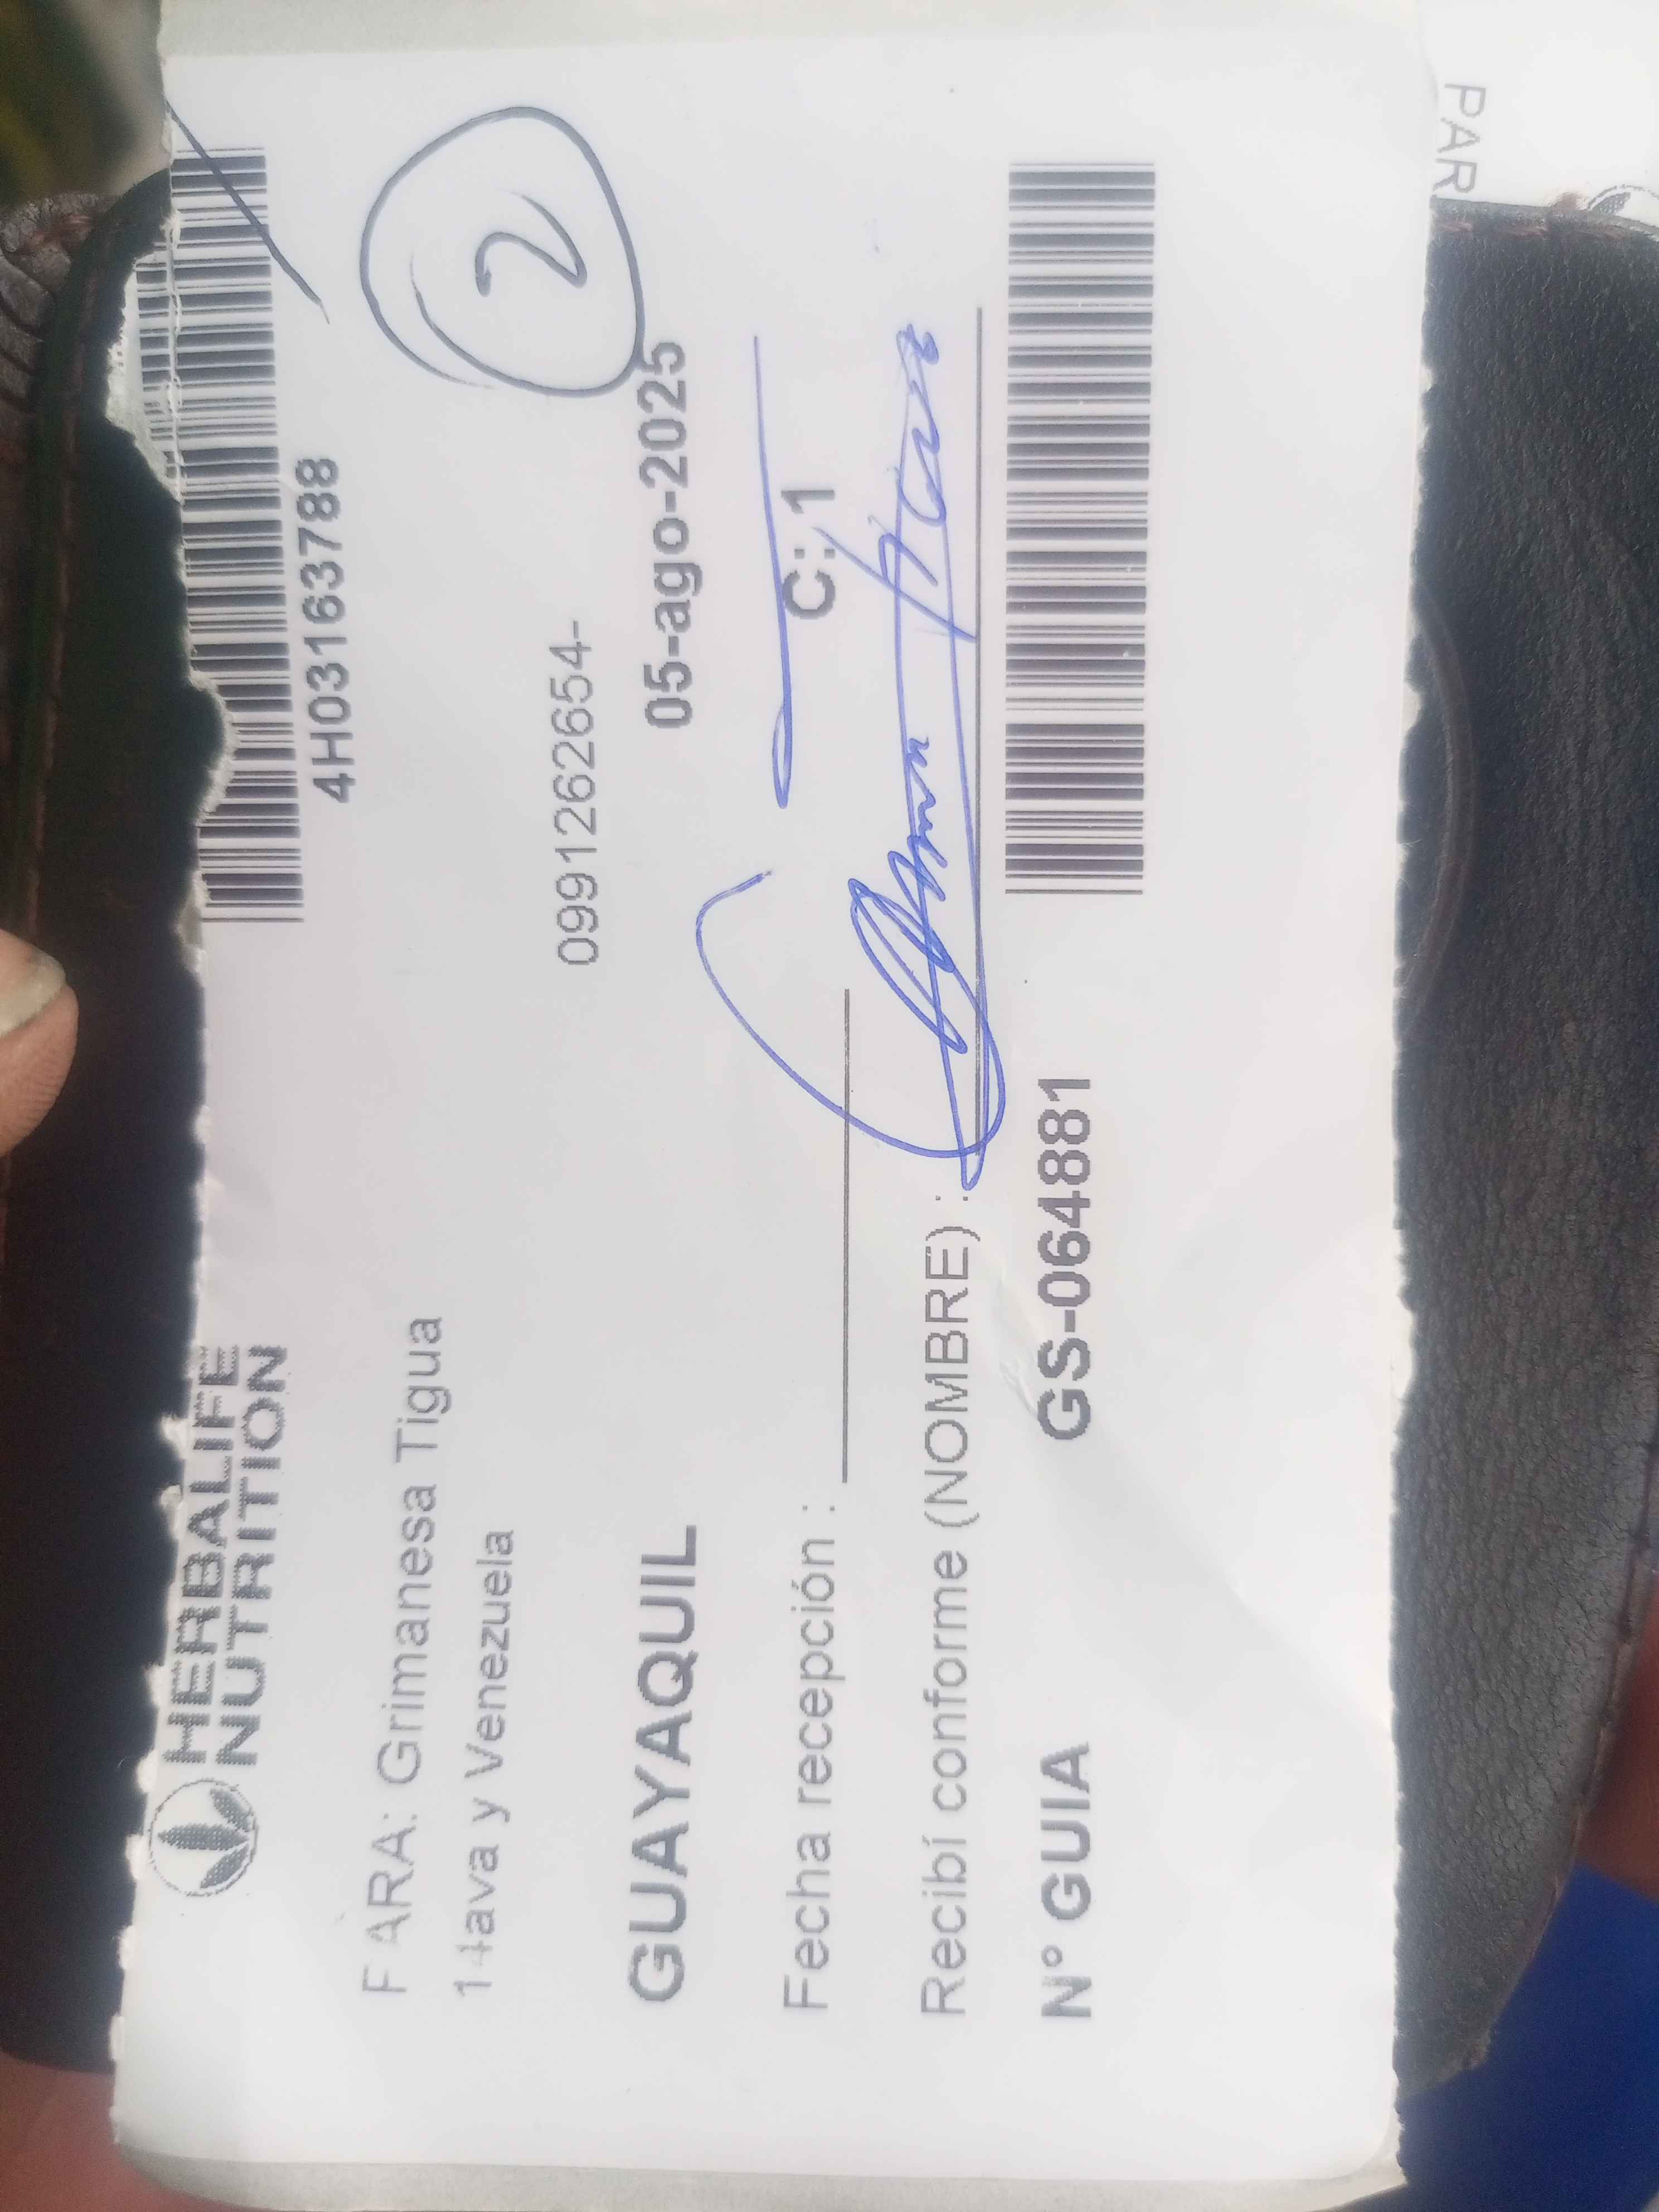 HERBALIFE
NUTRITION
4H03163788
PARA: Grimanesa Tigua
14ava y Venezuela
2
0991262654-
GUAYAQUIL
05-ago-2025
Fecha recepción :
C: 1
Recibí conforme (NOMBRE) :
N° GUIA
GS-064881
PAR